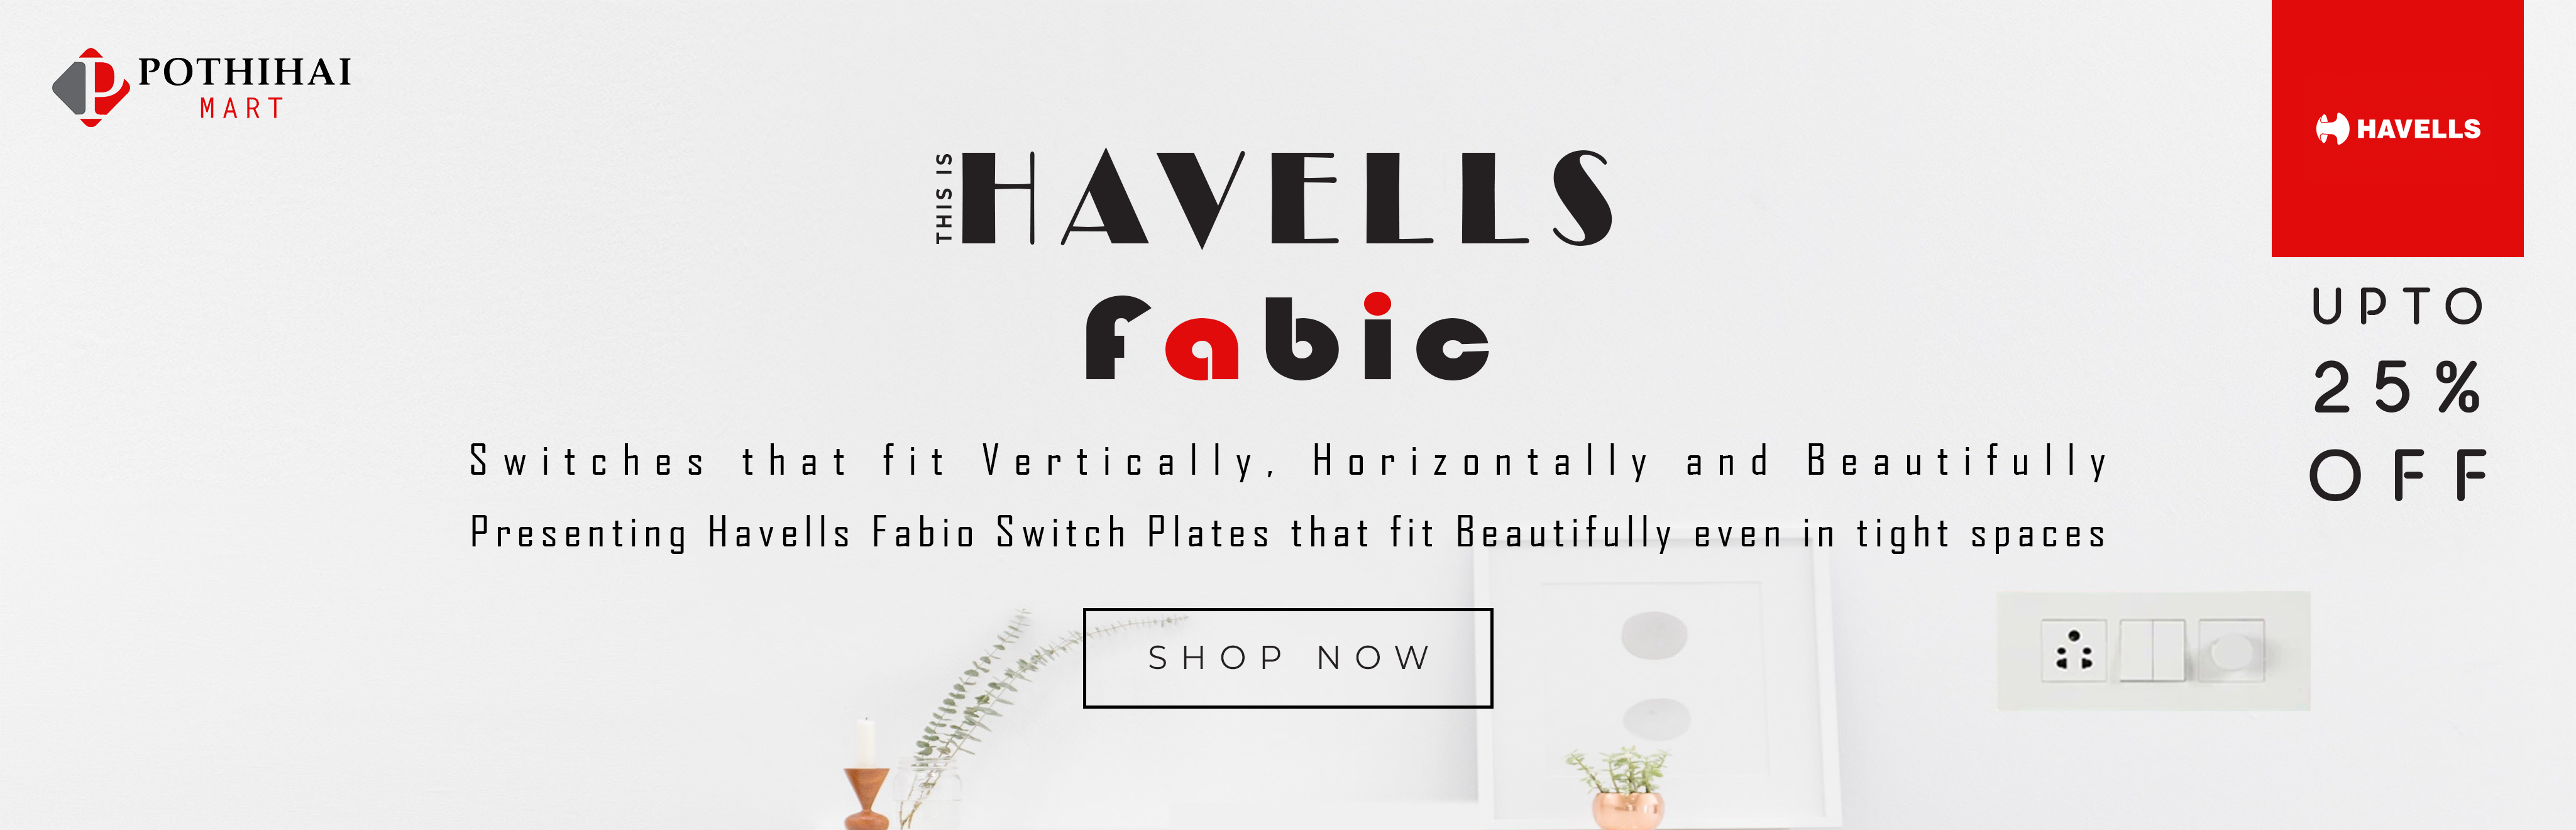 POTHIHAI
MART
HAVELLS
THIS IS HAVELLS
Fabic
UPTO
25%
OFF
Switches that fit Vertically, Horizontally and Beautifully
Presenting Havells Fabio Switch Plates that fit Beautifully even in tight spaces
SHOP NOW